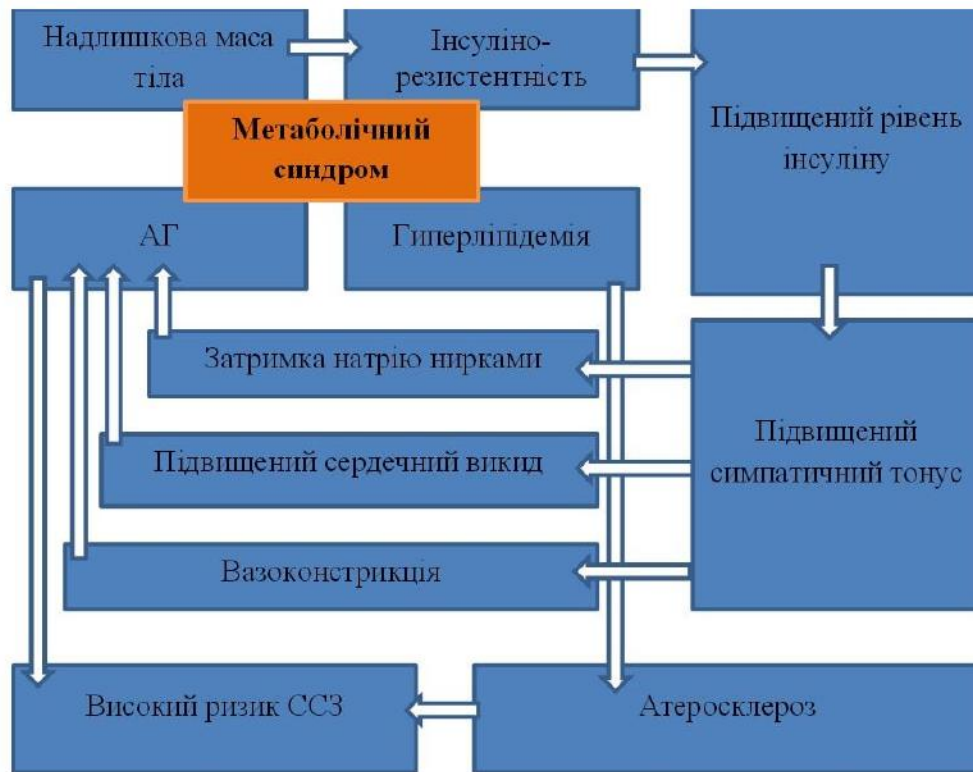 Надлишкова маса
тіла
Інсуліно-
резистентність
Підвищений рівень
інсуліну
Метаболічний
синдром
АГ
Гиперліпідемія
Затримка натрію нирками
Підвищений сердечний викид
Підвищений
симпатичний тонус
Вазоконстрикція
Високий ризик ССЗ
Атеросклероз